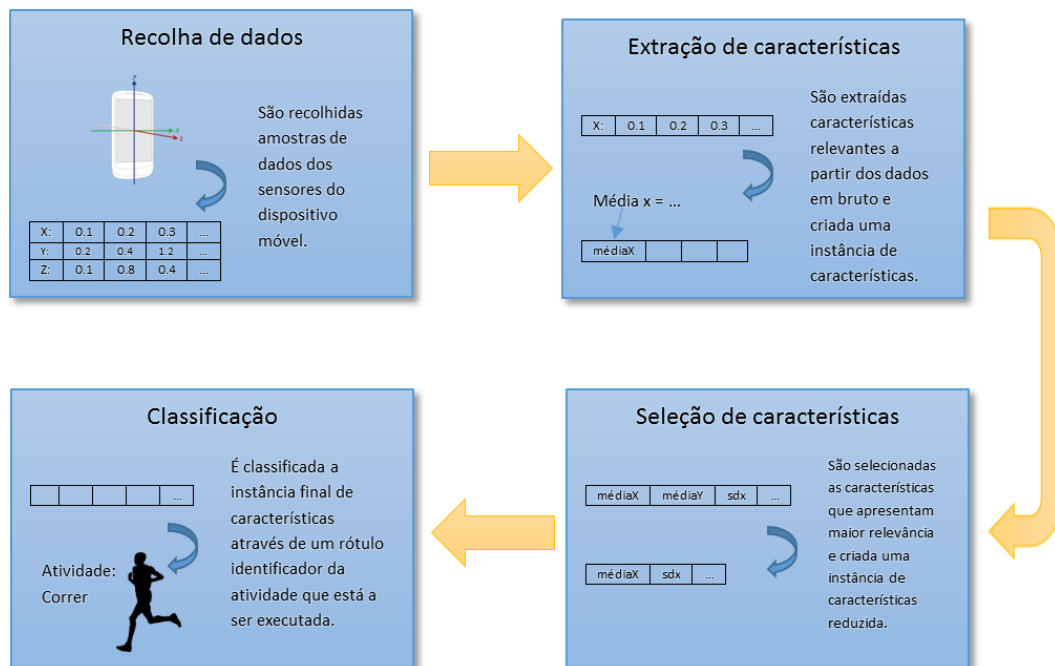 Recolha de dados
São recolhidas
amostras de
dados dos
sensores do
dispositivo
móvel.
X: 0.1 0.2 0.3 ...
Y: 0.2 0.4 1.2 ...
Z: 0.1 0.8 0.4 ...
Extração de características
X: 0.1 0.2 0.3 ...
Média x = ...
médiaX
São extraídas
características
relevantes a
partir dos dados
em bruto e
criada uma
instância de
características.
Seleção de características
médiaX médiaY sdx ...
médiaX sdx ...
São selecionadas
as características
que apresentam
maior relevância
e criada uma
instância de
características
reduzida.
Classificação
...
Atividade:
Correr
É classificada a
instância final de
características
através de um rótulo
identificador da
atividade que está a
ser executada.